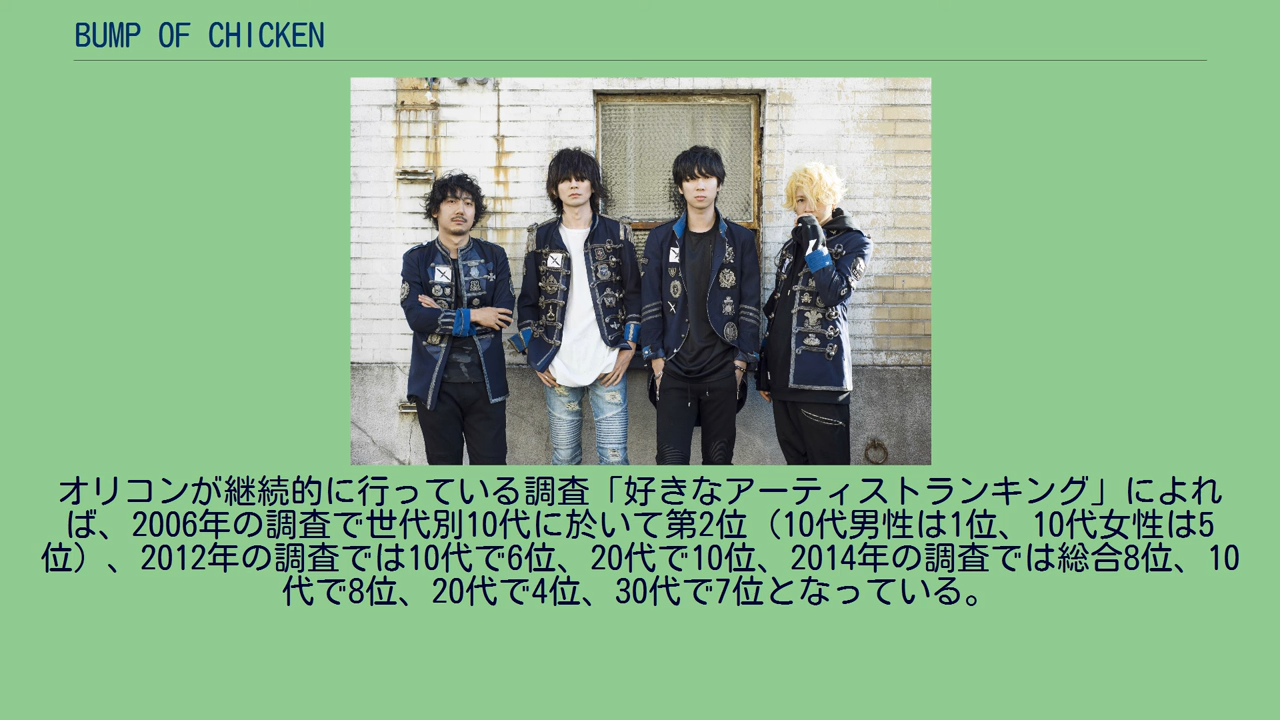 BUMP OF CHICKEN
オリコンが継続的に行っている調査「好きなアーティストランキング」によれ
ば、2006年の調査で世代別10代に於いて第2位（10代男性は1位、10代女性は5
位）、2012年の調査では10代で6位、20代で10位、2014年の調査では総合8位、10
代で8位、20代で4位、30代で7位となっている。